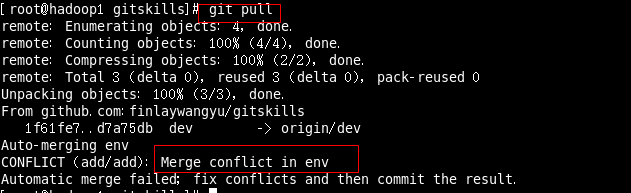 [root@hadoop1 gitskills]# git pull
remote: Enumerating objects: 4, done.
remote: Counting objects: 100% (4/4), done.
remote: Compressing objects: 100% (2/2), done.
remote: Total 3 (delta 0), reused 3 (delta 0), pack-reused 0
Unpacking objects: 100% (3/3), done.
From github.com:finlaywangyu/gitskills
1f61fe7..d7a75db dev -> origin/dev
Auto-merging env
CONFLICT (add/add): Merge conflict in env
Automatic merge failed; fix conflicts and then commit the result.
[root@hadoop1 gitskills]#